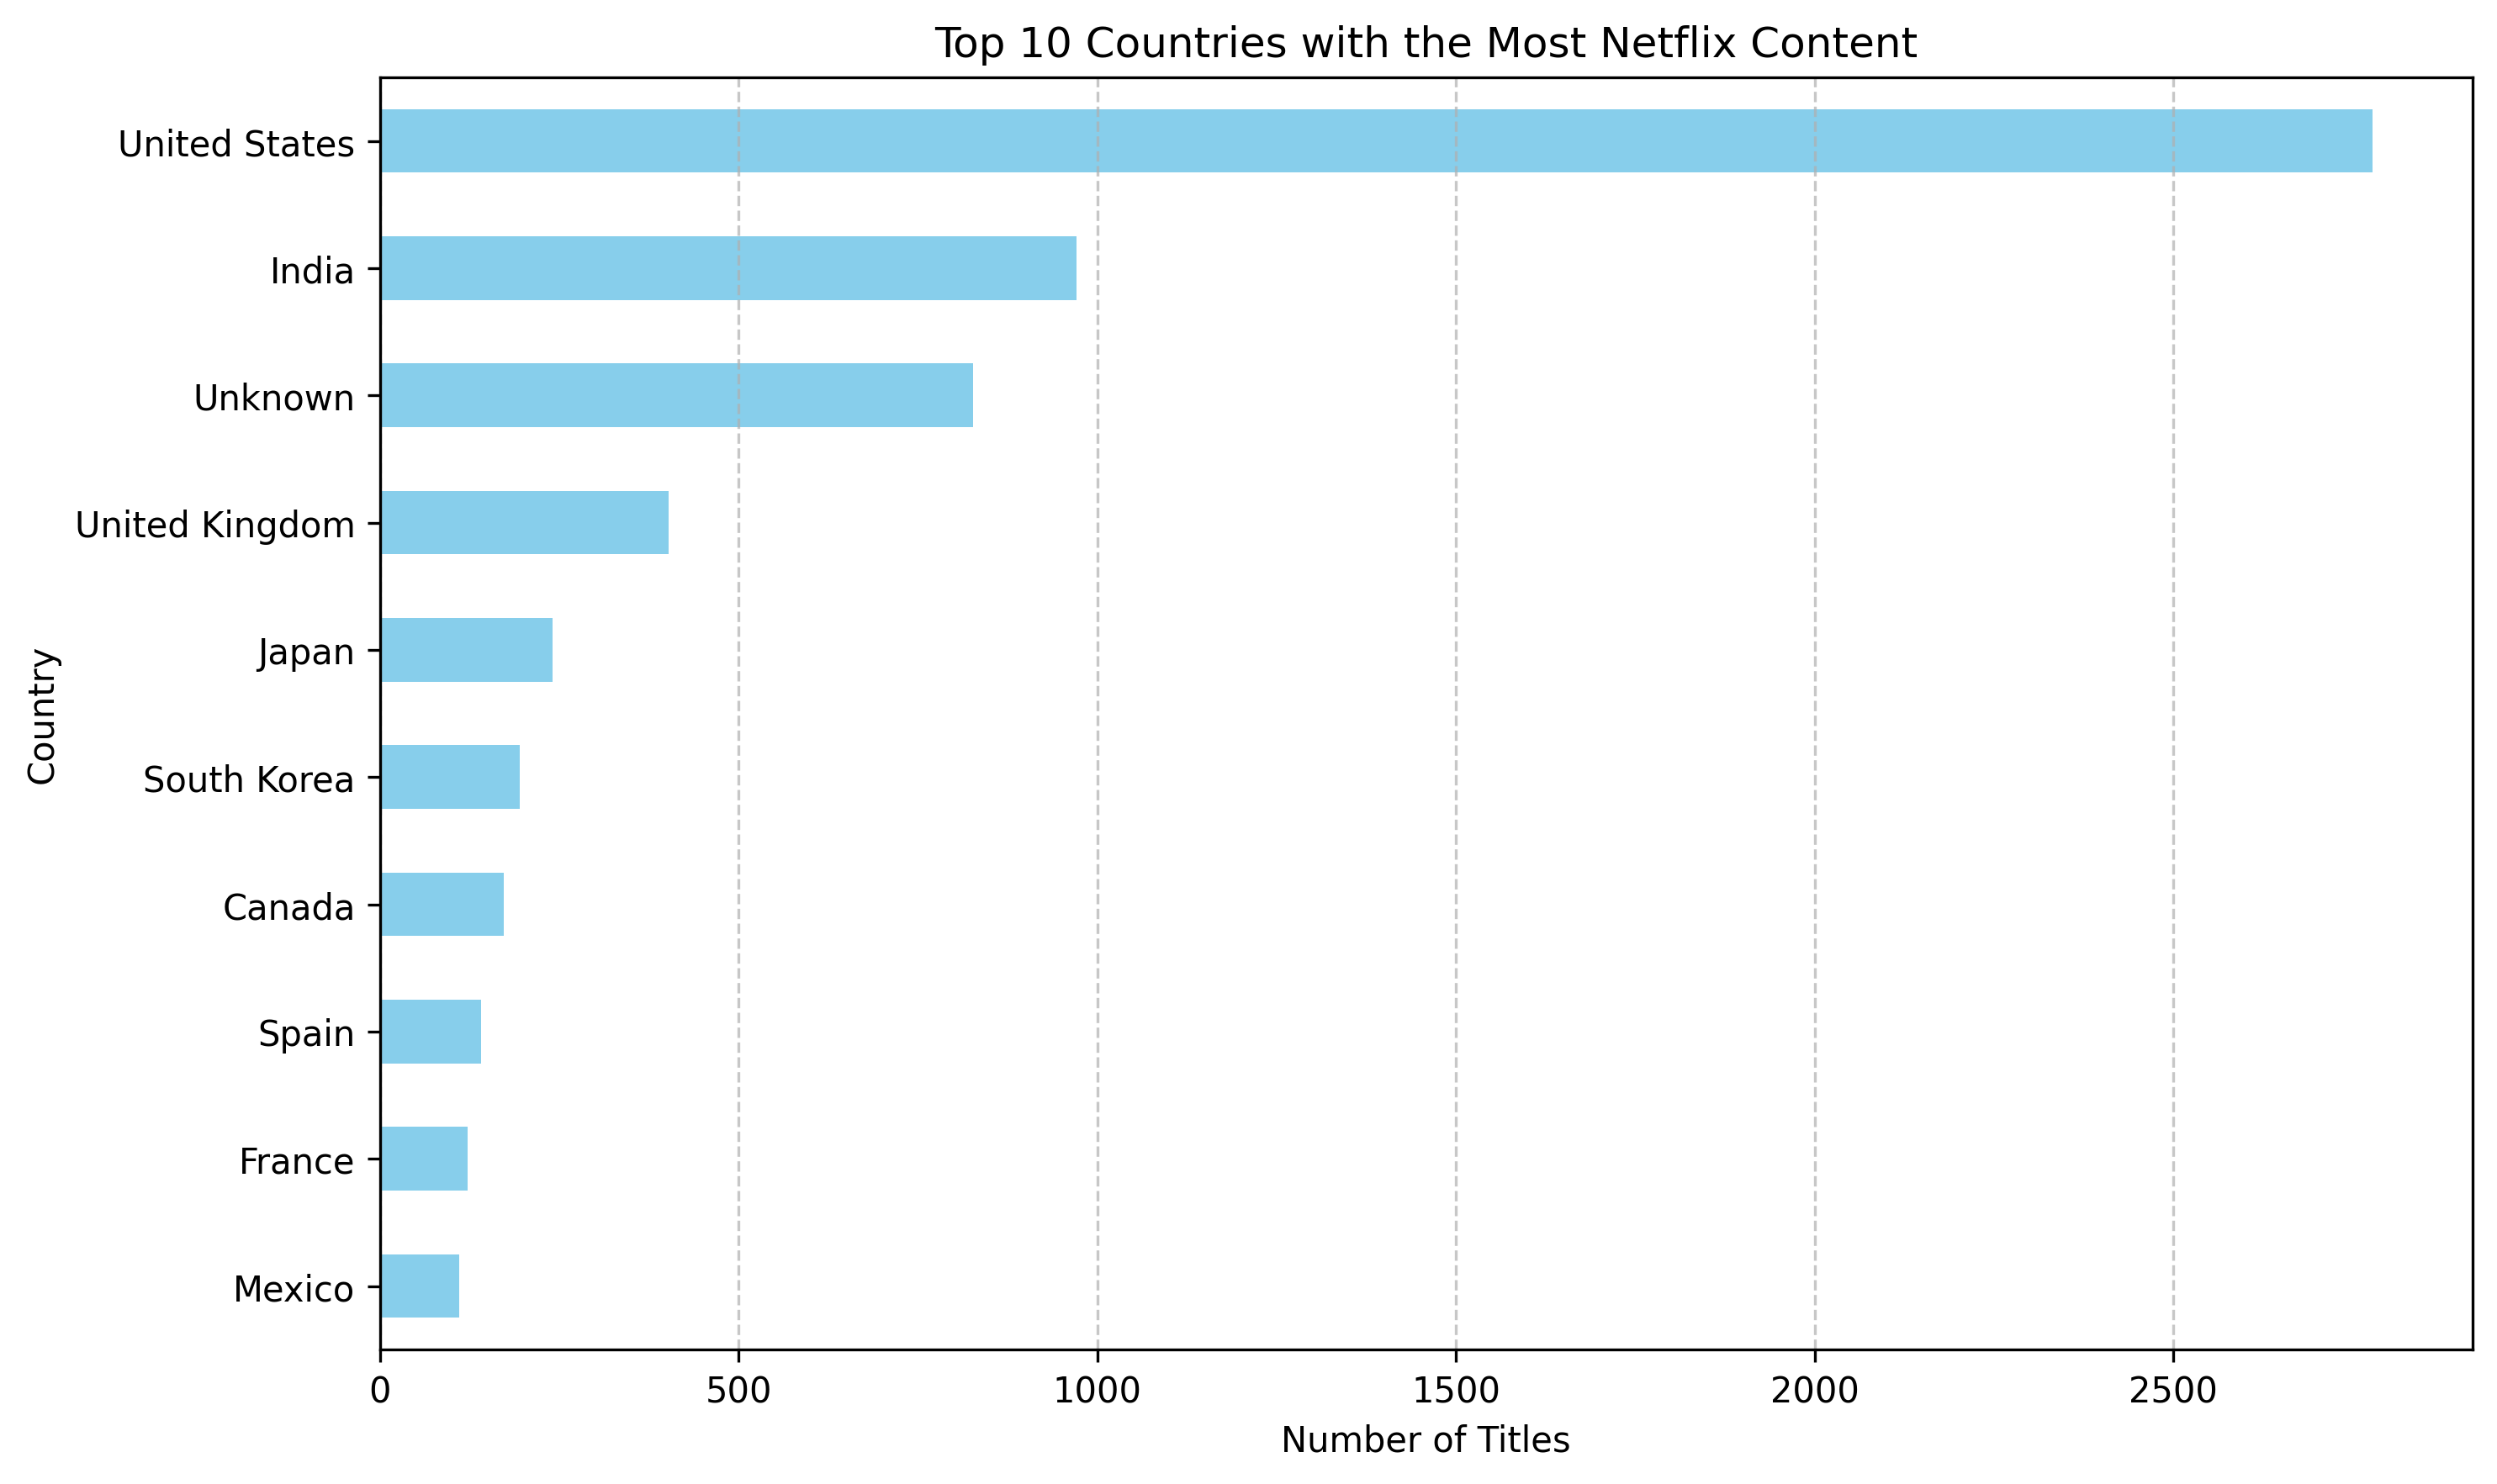 Top 10 Countries with the Most Netflix Content
United States
India
Unknown
United Kingdom
Japan
South Korea
Canada
Spain
France
Mexico
Country
0 500 1000 1500 2000 2500
Number of Titles